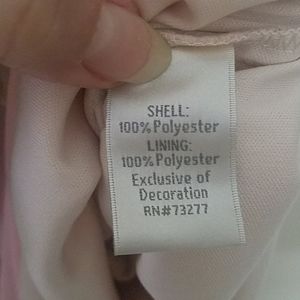 SHELL:
100% Polyester
LINING:
100% Polyester
Exclusive of
Decoration
RN#73277